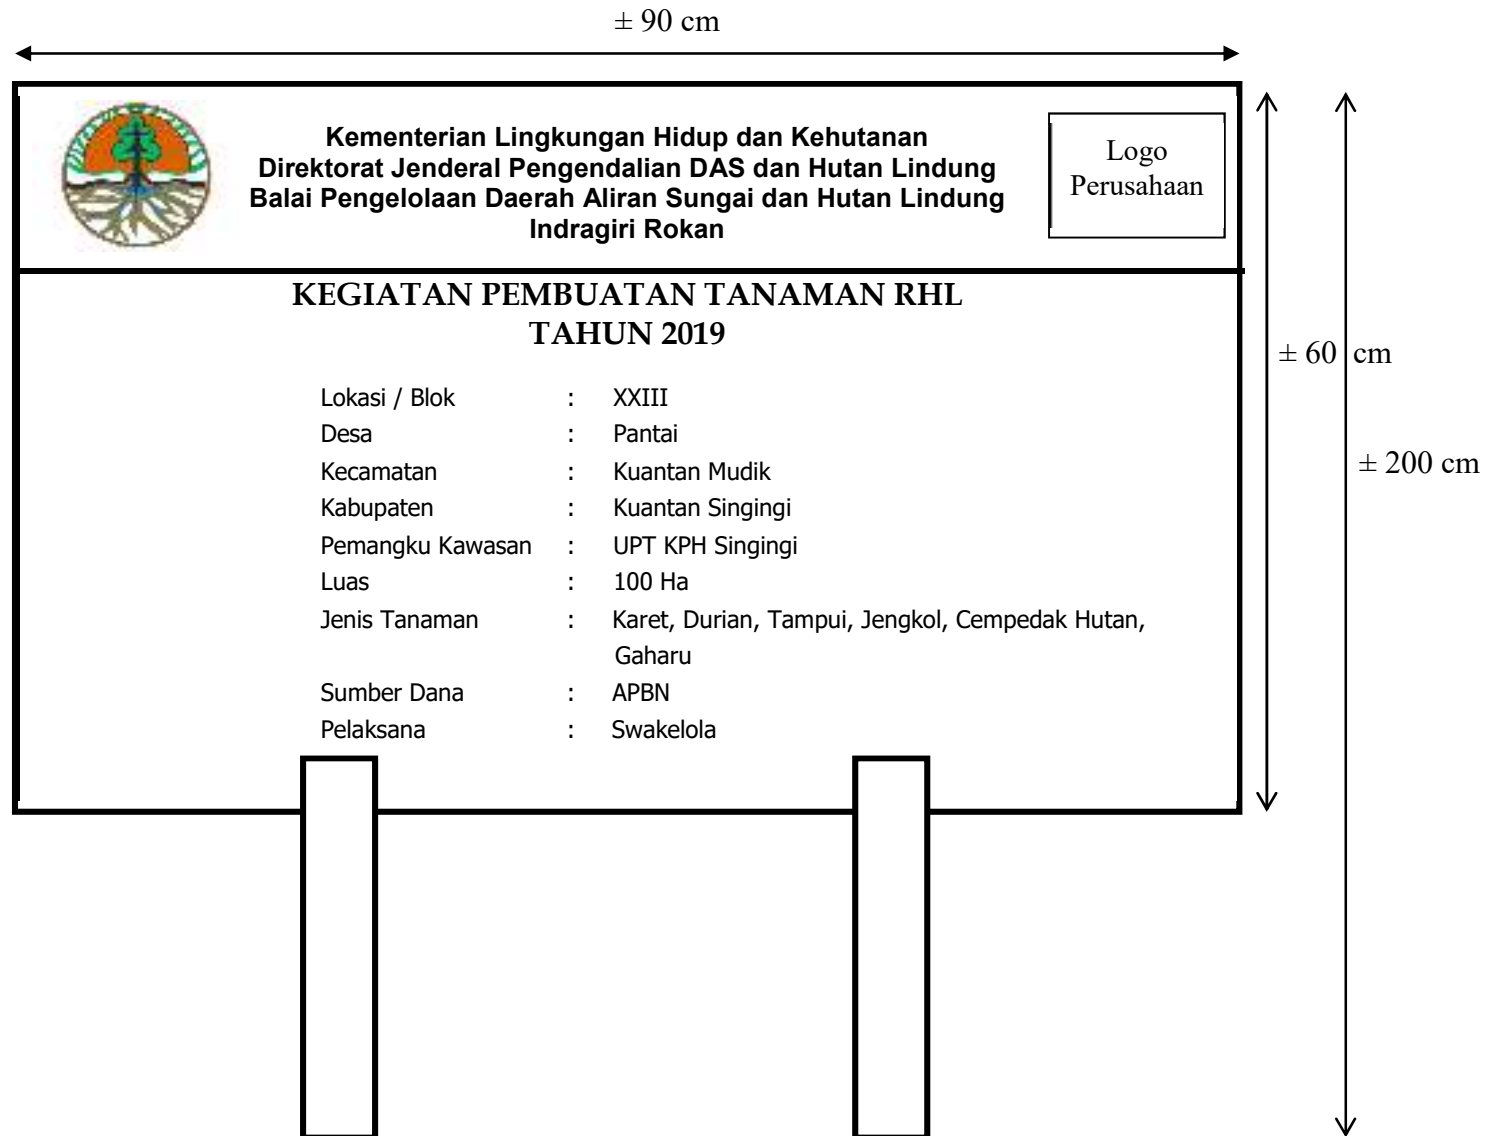 ± 90 cm
Kementerian Lingkungan Hidup dan Kehutanan
Direktorat Jenderal Pengendalian DAS dan Hutan Lindung
Balai Pengelolaan Daerah Aliran Sungai dan Hutan Lindung
Indragiri Rokan
Logo
Perusahaan
KEGIATAN PEMBUATAN TANAMAN RHL
TAHUN 2019
Lokasi / Blok : XXIII
Desa : Pantai
Kecamatan : Kuantan Mudik
Kabupaten : Kuantan Singingi
Pemangku Kawasan : UPT KPH Singingi
Luas : 100 Ha
Jenis Tanaman : Karet, Durian, Tampui, Jengkol, Cempedak Hutan,
Gaharu
Sumber Dana : APBN
Pelaksana : Swakelola
± 60 cm
± 200 cm